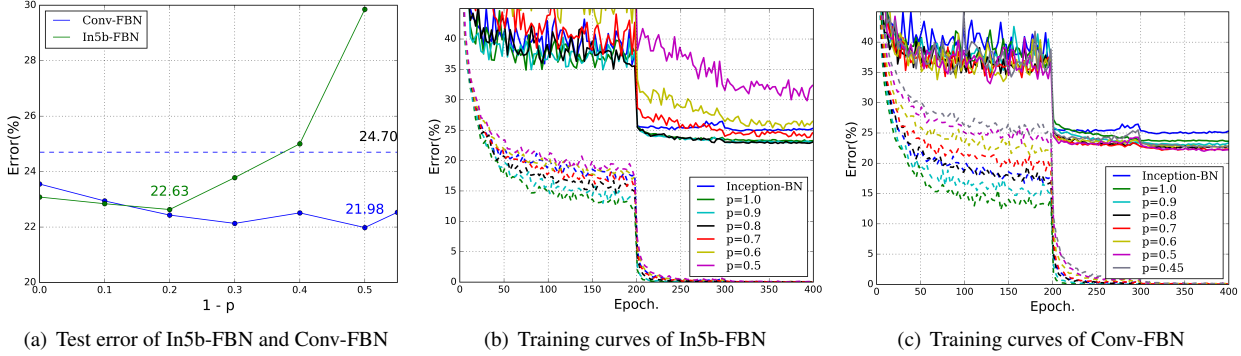 30
28
26
24
22
20
Error(%)
Conv-FBN
In5b-FBN
24.70
22.63
21.98
0.0 0.1 0.2 0.3 0.4 0.5
1 - p
(a) Test error of In5b-FBN and Conv-FBN
40
35
30
25
20
15
10
5
0
Error(%)
Inception-BN
p=1.0
p=0.9
p=0.8
p=0.7
p=0.6
p=0.5
0 50 100 150 200 250 300 350 400
Epoch.
(b) Training curves of In5b-FBN
40
35
30
25
20
15
10
5
0
Error(%)
Inception-BN
p=1.0
p=0.9
p=0.8
p=0.7
p=0.6
p=0.5
p=0.45
0 50 100 150 200 250 300 350 400
Epoch.
(c) Training curves of Conv-FBN